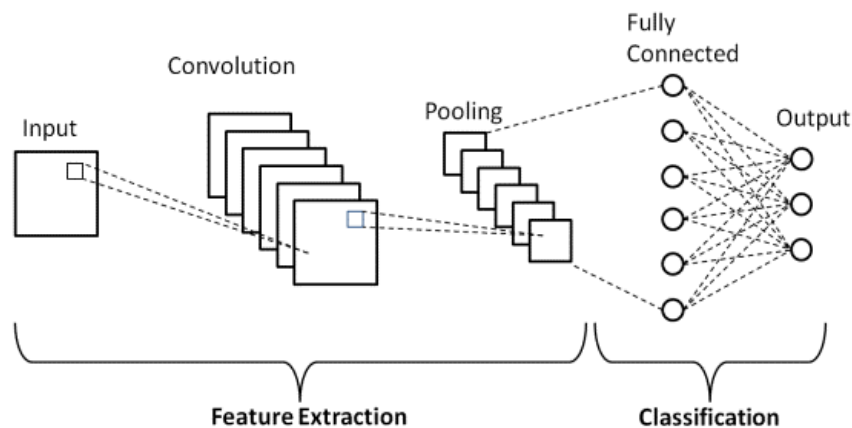 Input
Convolution
Pooling
Fully
Connected
Output
Feature Extraction
Classification